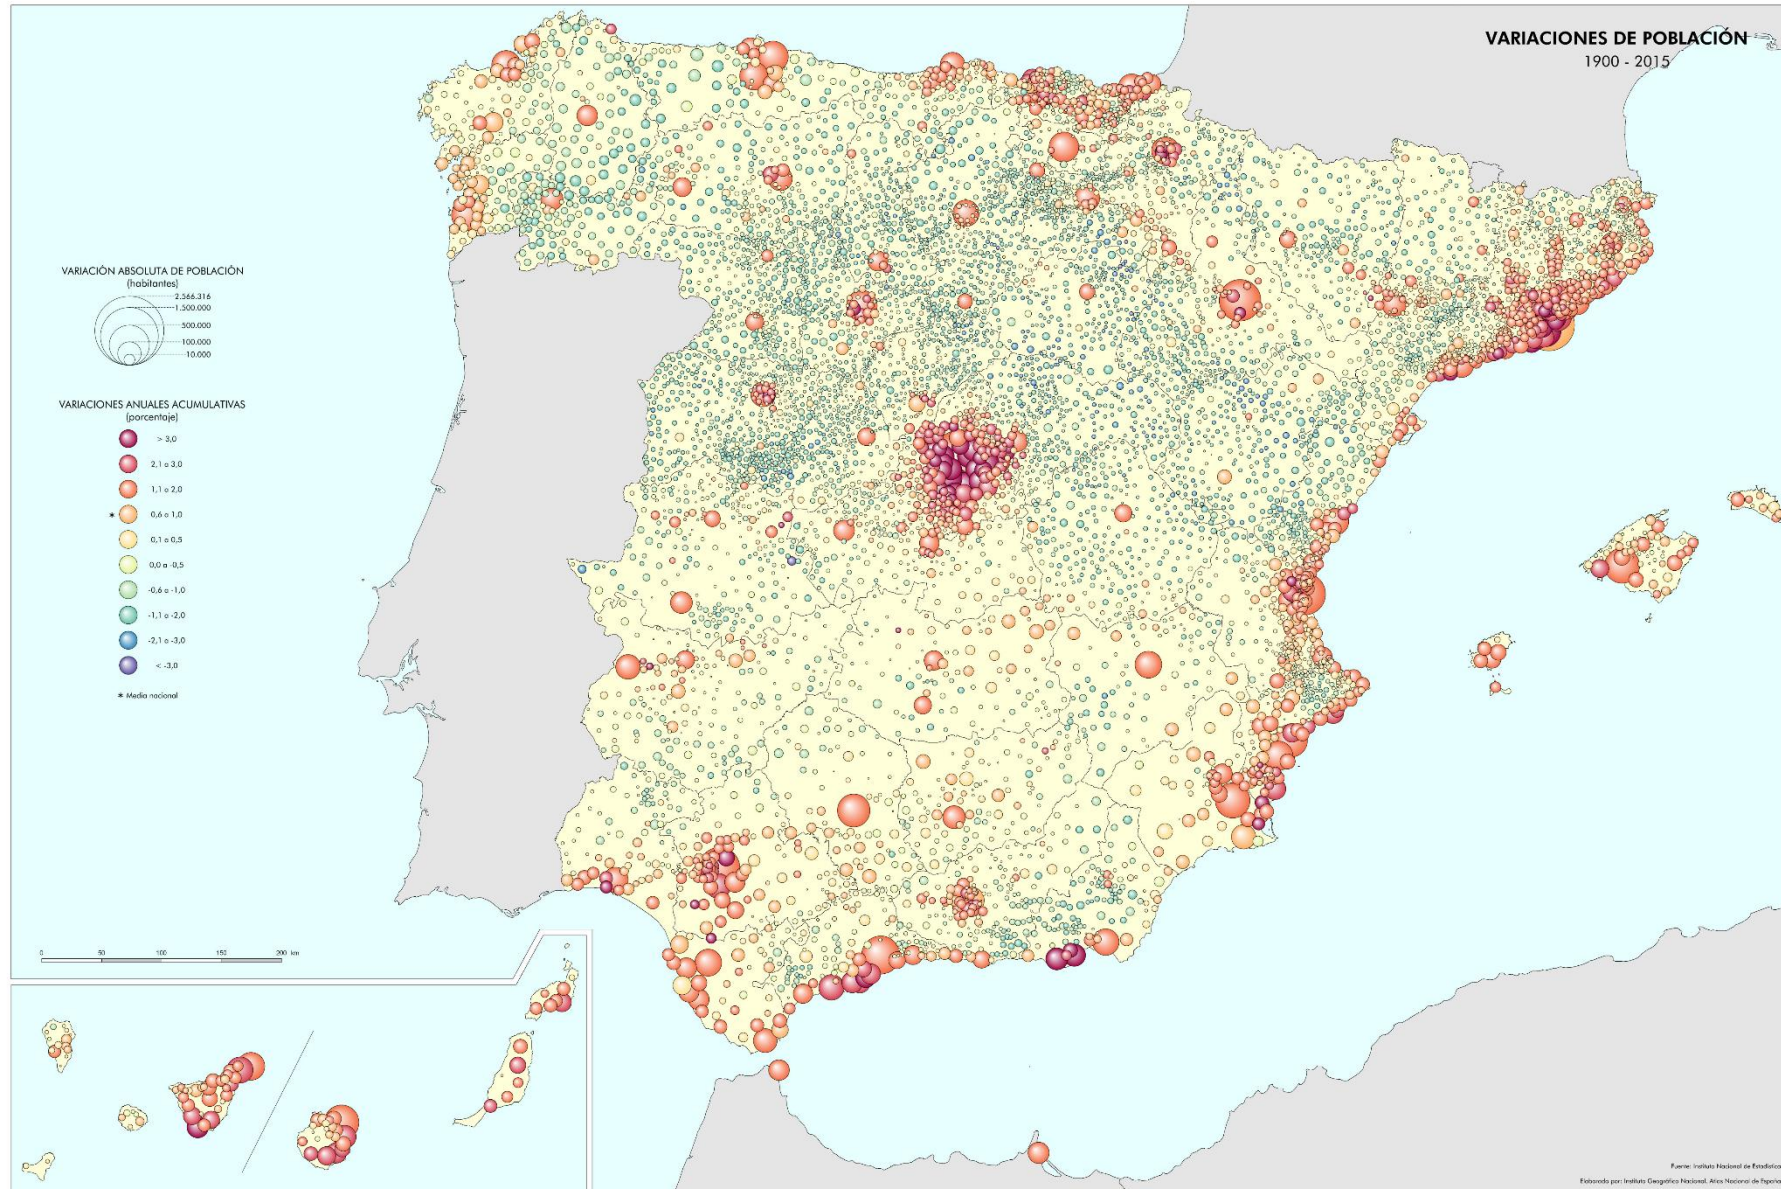 VARIACIONES DE POBLACIÓN
1900 - 2015
VARIACIÓN ABSOLUTA DE POBLACIÓN
(habitantes)
2.566.316
1.500.000
500.000
100.000
10.000
VARIACIONES ANUALES ACUMULATIVAS
(porcentaje)
> 3,0
2,1 a 3,0
1,1 a 2,0
* 0,6 a 1,0
0,1 a 0,5
0,0 a -0,5
-0,6 a -1,0
-1,1 a -2,0
-2,1 a -3,0
< -3,0
* Media nacional
0 50 100 150 200 km
Fuente: Instituto Nacional de Estadística
Elaborado por: Instituto Geográfico Nacional. Atlas Nacional de España